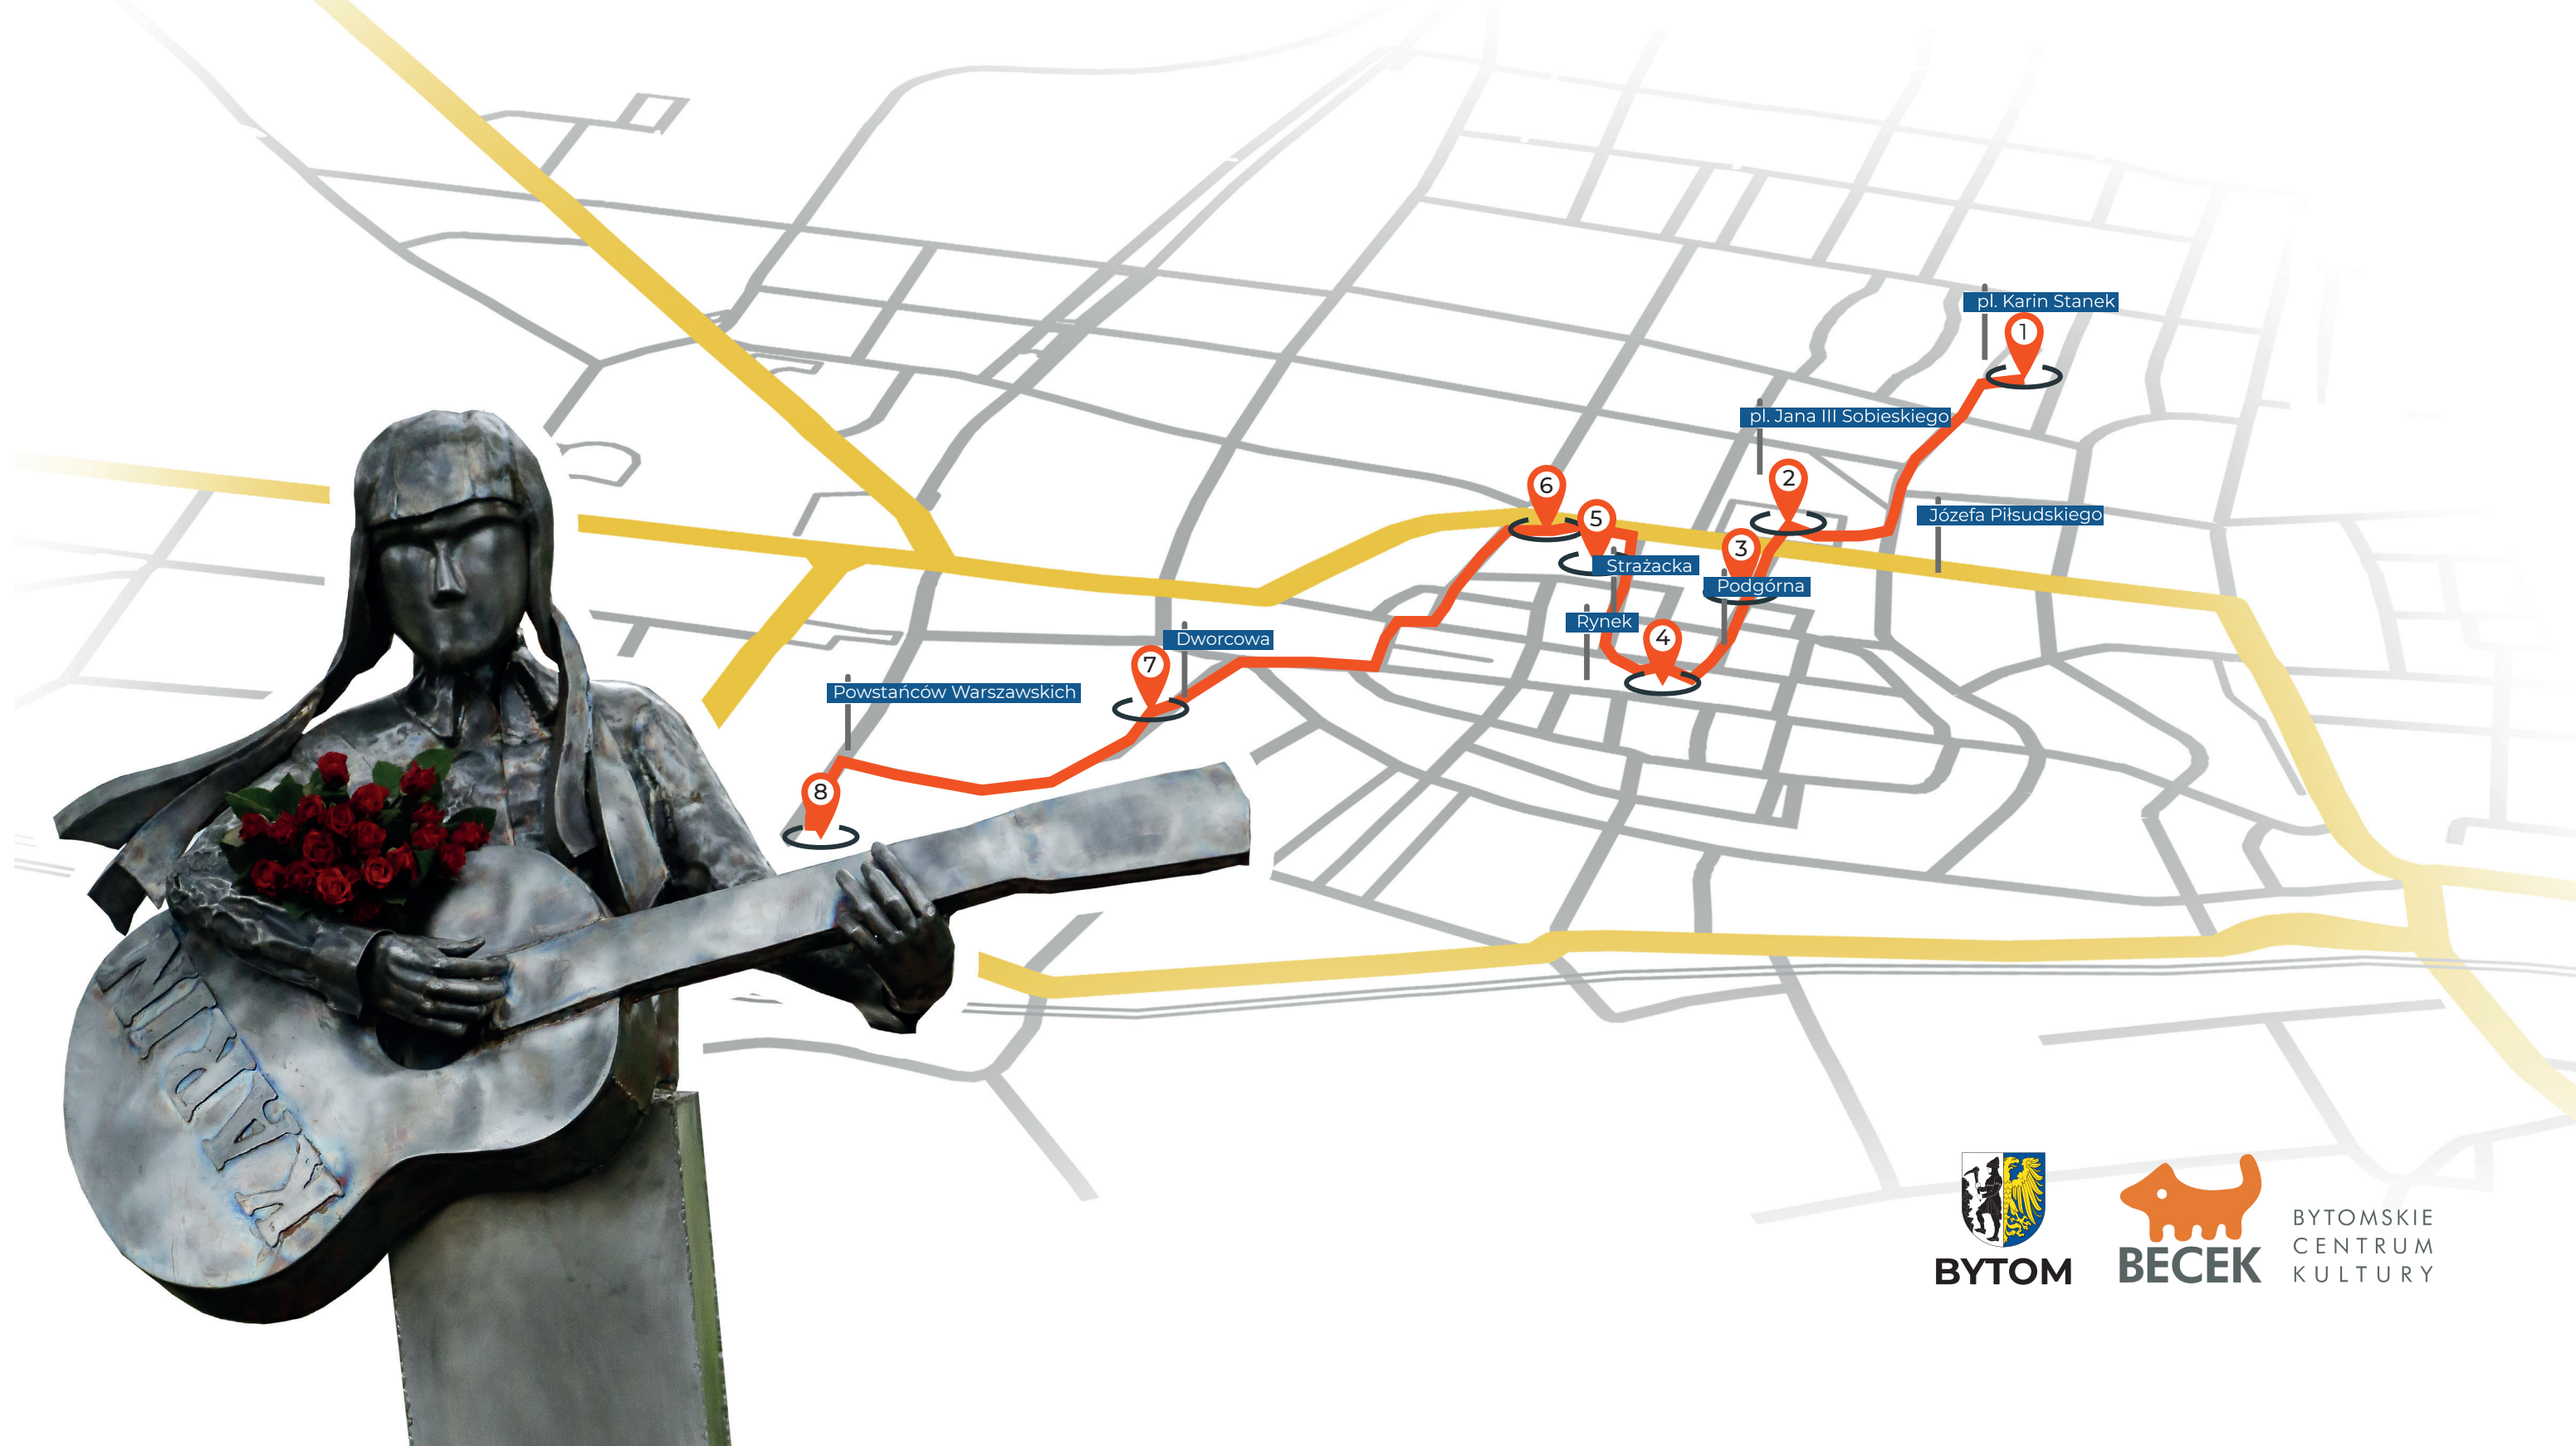 pl. Karin Stanek
1
pl. Jana III Sobieskiego
2
6
5
Józefa Piłsudskiego
3
Strażacka
Podgórna
Rynek
4
Dworcowa
7
Powstańców Warszawskich
8
KARIN
BYTOM
BECEK
BYTOMSKIE
CENTRUM
KULTURY